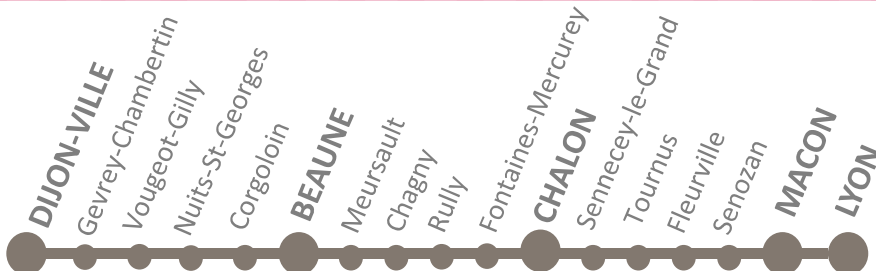 DIJON-VILLE
Gevrey-Chambertin
Vougeot-Gilly
Nuits-St-Georges
Corgoloin
BEAUNE
Meursault
Chagny
Rully
Fontaines-Mercurey
CHALON
Sennecey-le-Grand
Tournus
Fleurville
Senozan
MACON
LYON